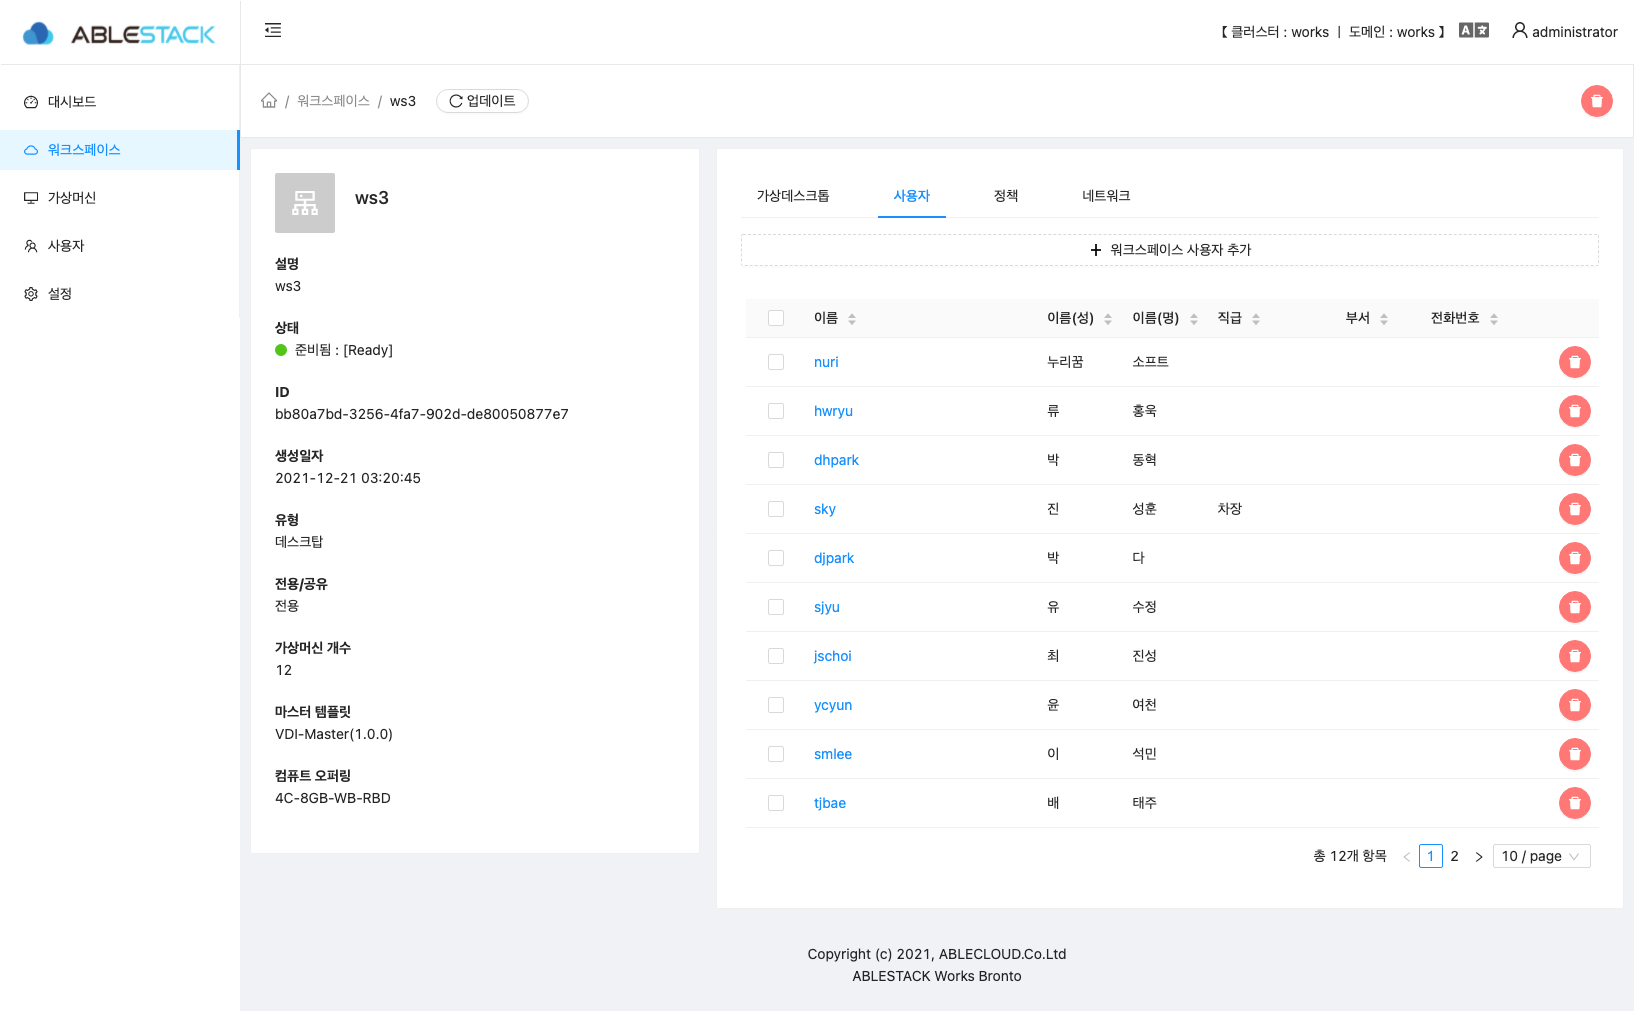 ABLESTACK
【 클러스터 : works ㅣ 도메인 : works 】 administrator
대시보드
워크스페이스
가상머신
사용자
설정
/ 워크스페이스 / ws3 업데이트
ws3
설명
ws3
상태
준비됨 : [Ready]
ID
bb80a7bd-3256-4fa7-902d-de80050877e7
생성일자
2021-12-21 03:20:45
유형
데스크탑
전용/공유
전용
가상머신 개수
12
마스터 템플릿
VDI-Master(1.0.0)
컴퓨트 오퍼링
4C-8GB-WB-RBD
가상데스크톱 사용자 정책 네트워크
+ 워크스페이스 사용자 추가
이름 이름(성) 이름(명) 직급 부서 전화번호
nuri 누리꿈 소프트
hwryu 류 홍욱
dhpark 박 동혁
sky 진 성훈 차장
djpark 박 다
sjyu 유 수정
jschoi 최 진성
ycyun 윤 여천
smlee 이 석민
tjbae 배 태주
총 12개 항목 < 1 2 > 10 / page
Copyright (c) 2021, ABLECLOUD.Co.Ltd
ABLESTACK Works Bronto